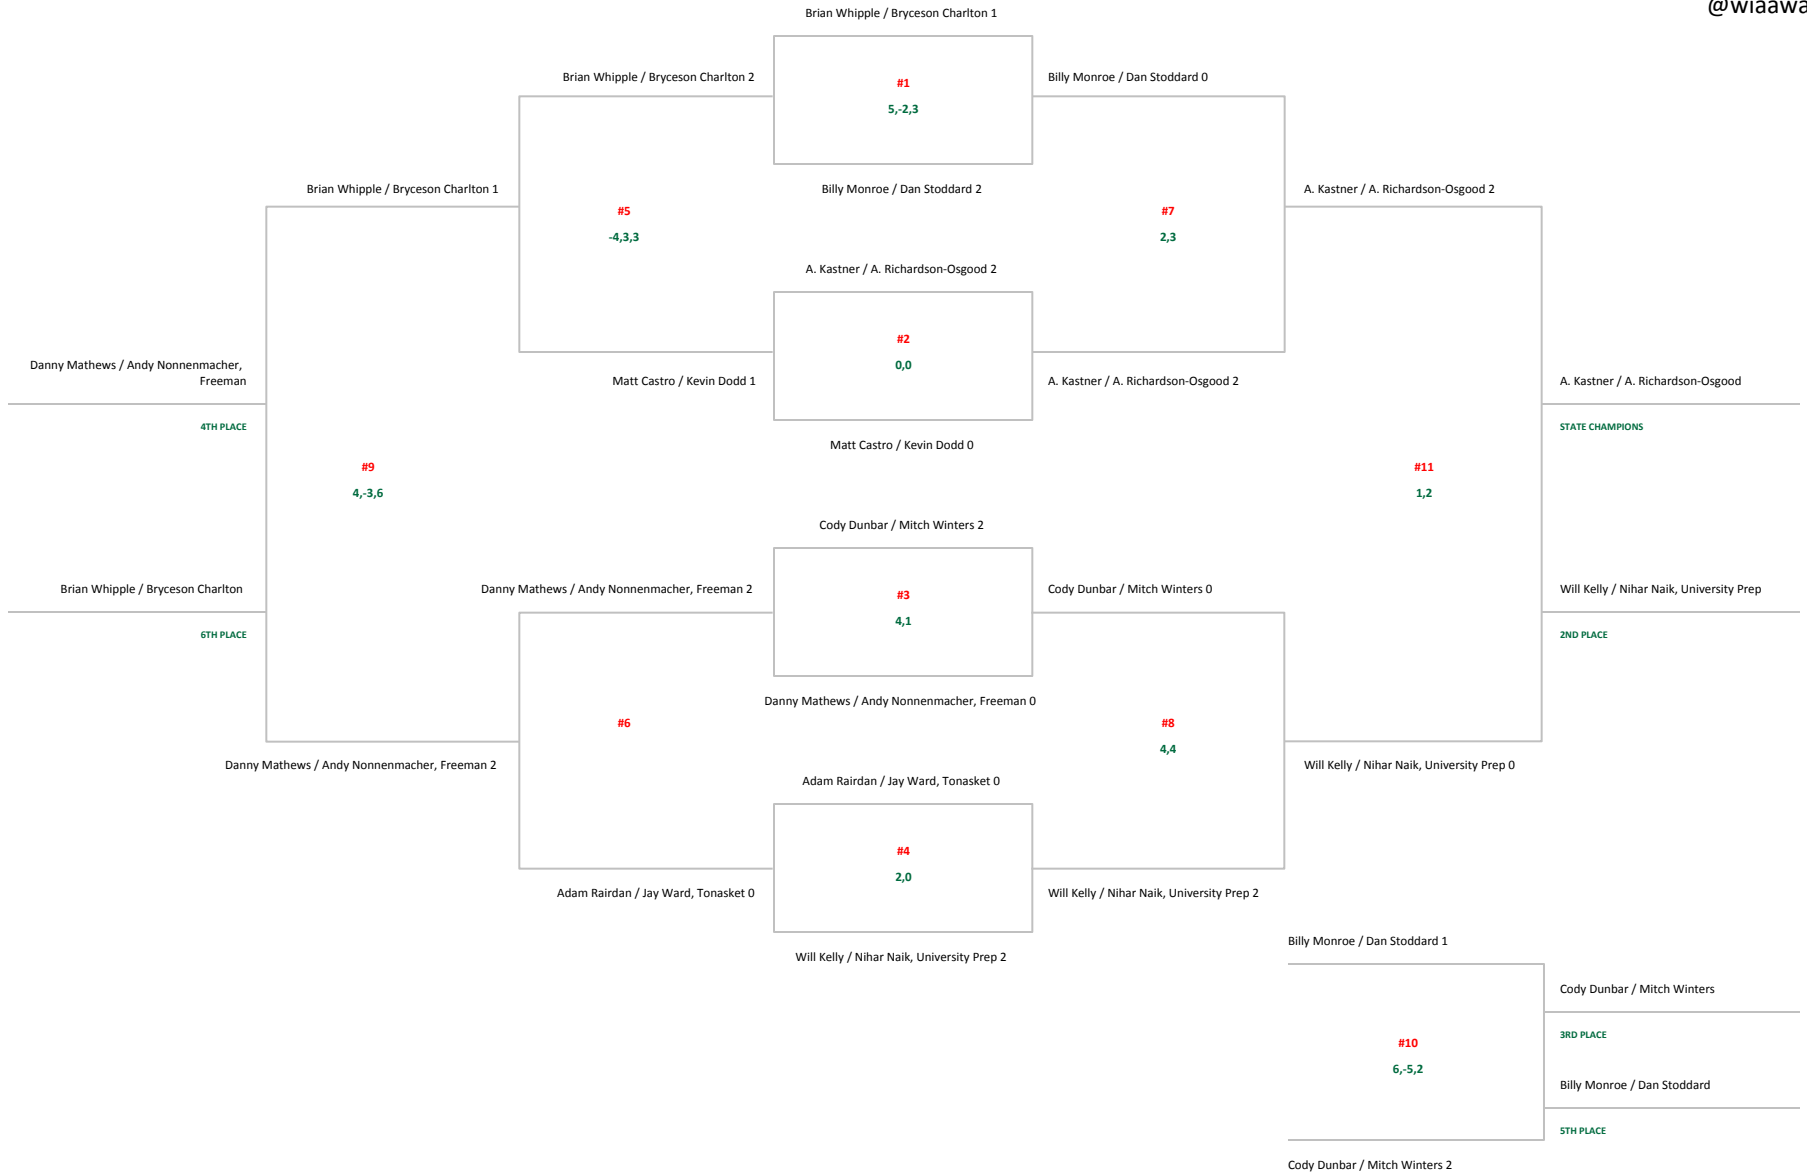 @wiaawa
Brian Whipple / Bryceson Charlton 1
Brian Whipple / Bryceson Charlton 2
#1
Billy Monroe / Dan Stoddard 0
5,-2,3
Brian Whipple / Bryceson Charlton 1
Billy Monroe / Dan Stoddard 2
A. Kastner / A. Richardson-Osgood 2
#5
#7
-4,3,3
2,3
A. Kastner / A. Richardson-Osgood 2
#2
0,0
Danny Mathews / Andy Nonnenmacher,
Freeman
Matt Castro / Kevin Dodd 1
A. Kastner / A. Richardson-Osgood 2
A. Kastner / A. Richardson-Osgood
4TH PLACE
STATE CHAMPIONS
Matt Castro / Kevin Dodd 0
#9
#11
4,-3,6
1,2
Cody Dunbar / Mitch Winters 2
Brian Whipple / Bryceson Charlton
Danny Mathews / Andy Nonnenmacher, Freeman 2
#3
Cody Dunbar / Mitch Winters 0
Will Kelly / Nihar Naik, University Prep
4,1
6TH PLACE
2ND PLACE
Danny Mathews / Andy Nonnenmacher, Freeman 0
#6
#8
4,4
Danny Mathews / Andy Nonnenmacher, Freeman 2
Adam Rairdan / Jay Ward, Tonasket 0
Will Kelly / Nihar Naik, University Prep 0
#4
2,0
Adam Rairdan / Jay Ward, Tonasket 0
Will Kelly / Nihar Naik, University Prep 2
Will Kelly / Nihar Naik, University Prep 2
Billy Monroe / Dan Stoddard 1
Cody Dunbar / Mitch Winters
3RD PLACE
#10
6,-5,2
Billy Monroe / Dan Stoddard
5TH PLACE
Cody Dunbar / Mitch Winters 2